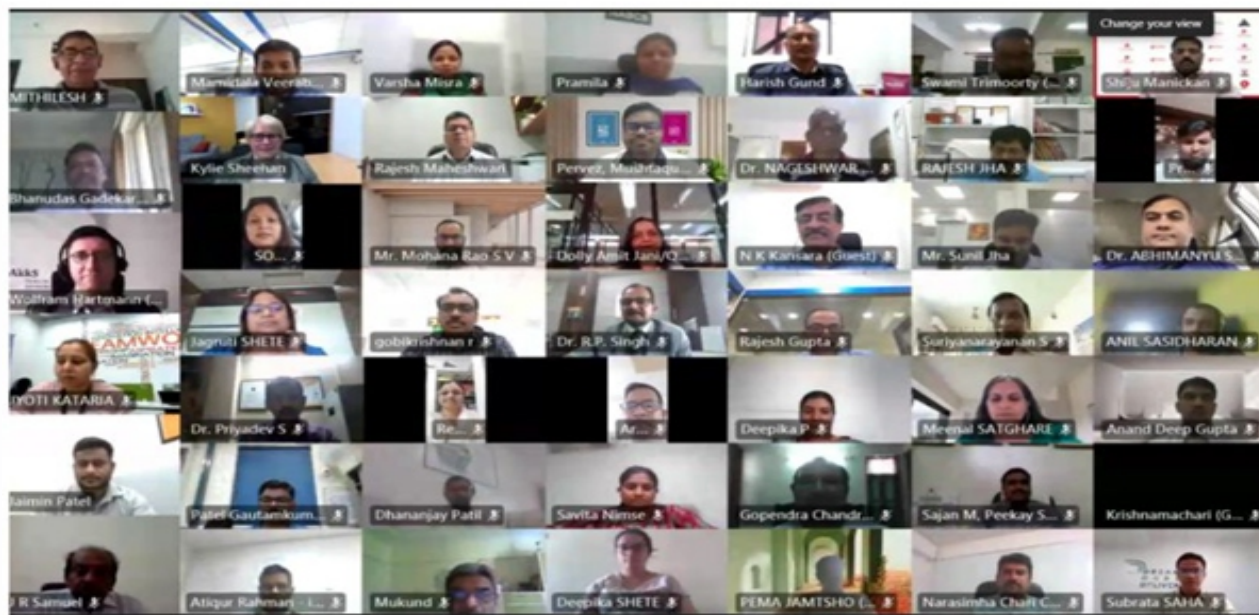 Change your view
MITHILESH
Mamidala Veerab...
Varsha Misra
Pramila
Harish Gund
Swami Trimoorty (...
Shiju Manickan
Bhanudas Gadekar...
Kylie Sheehan
Rajesh Maheshwari
Pervez, Mushtaqu...
Dr. NAGESHWAR...
RAJESH JHA
Pr...
Wolfram Hartmann (...
SO...
Mr. Mohana Rao S V
Dolly Amit Jani/Q...
N K Kansara (Guest)
Mr. Sunil Jha
Dr. ABHIMANYU S...
EAMWO
JYOTI KATARIA
Jagruti SHETE
gobikrishnan r
Dr. R.P. Singh
Rajesh Gupta
Suriyanarayanan S
ANIL SASIDHARAN
Dr. Priyadev S
Re...
Ar...
Deepika P
Meenal SATGHARE
Anand Deep Gupta
Jaimin Patel
Patel Gautamkum...
Dhananjay Patil
Savita Nimse
Gopendra Chandr...
Sajan M, Peekay S...
Krishnamachari (G...
J R Samuel
Atiqur Rahman - i...
Mukund
Deepika SHETE
PEMA JAMTSHO (...
Narasimha Chari C...
Subrata SAHA